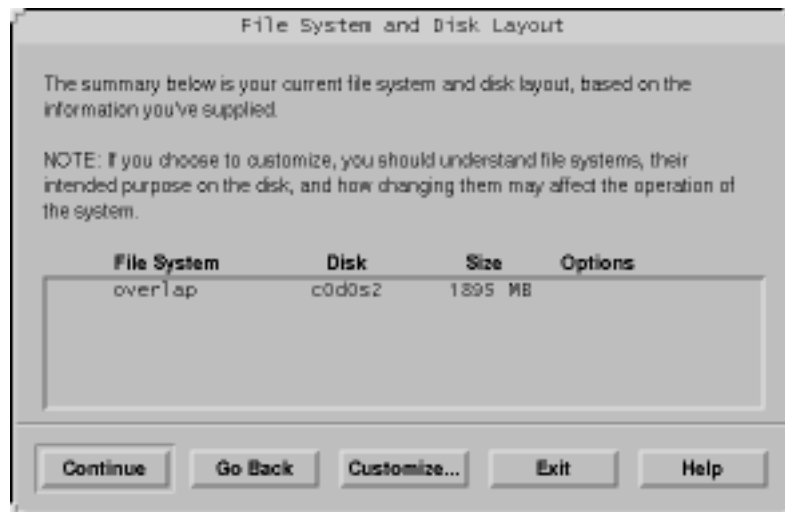 File System and Disk Layout
The summary below is your current file system and disk layout, based on the
information you've supplied.
NOTE: If you choose to customize, you should understand file systems, their
intended purpose on the disk, and how changing them may affect the operation of
the system.
File System Disk Size Options
overlap c0d0s2 1895 MB
Continue Go Back Customize... Exit Help